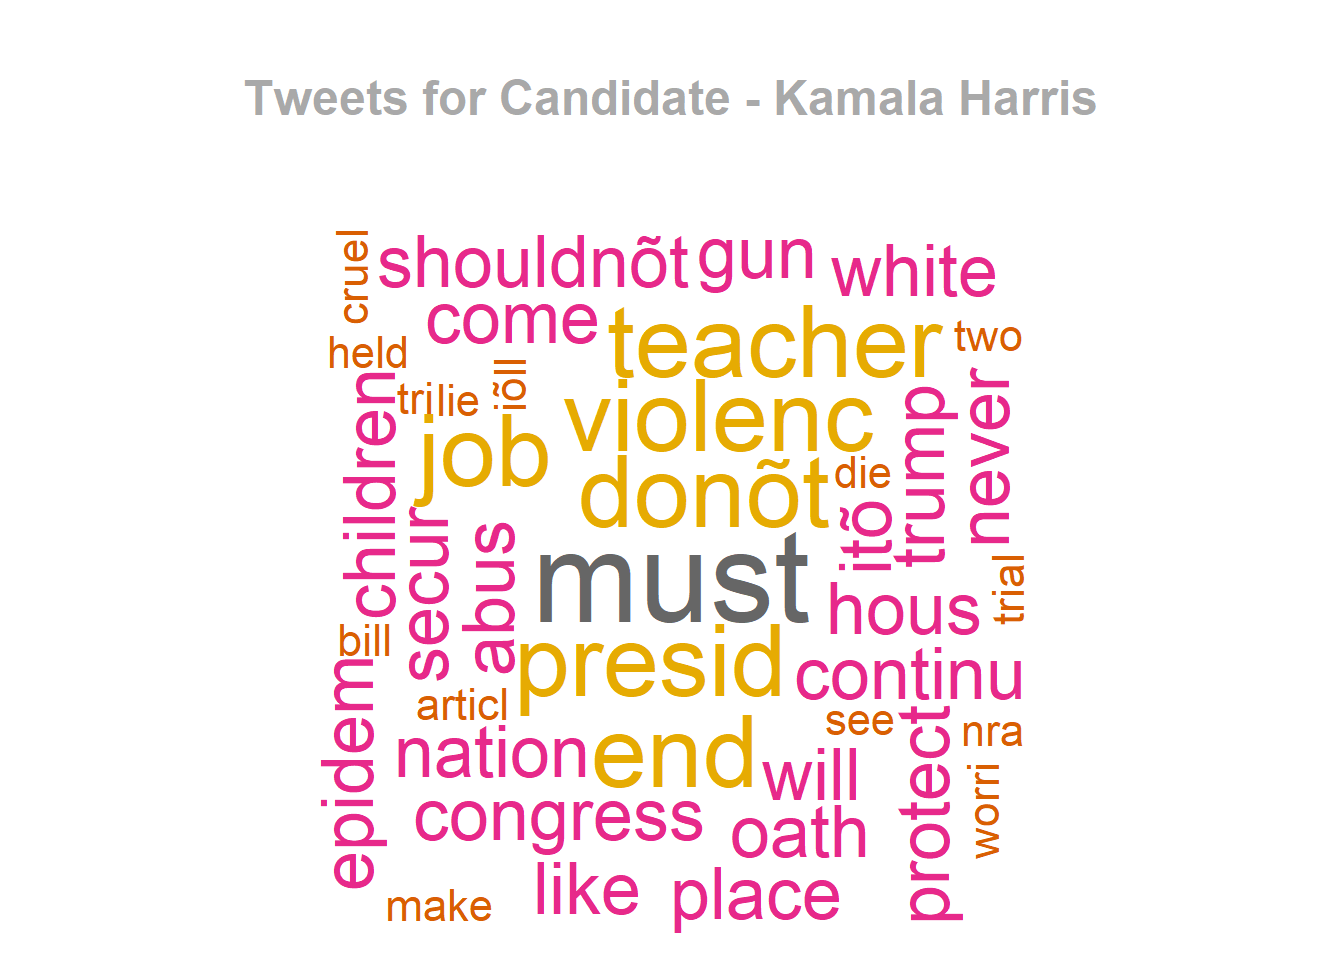 Tweets for Candidate - Kamala Harris
cruel
shouldnõt
gun
white
come
teacher
two
held
iõll
tri
lie
children
job
violenc
never
trump
donõt
die
itõ
secur
abus
must
trial
hous
bill
presid
continu
epidem
articl
see
nra
protect
nation
end
will
worri
congress
oath
like
place
make